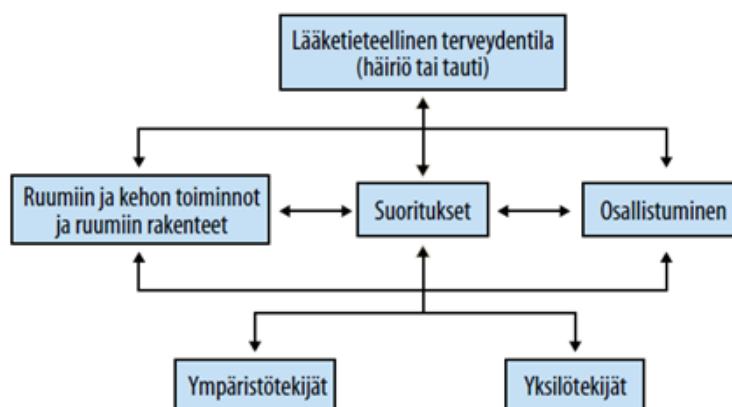 Lääketieteellinen terveydentila
(häiriö tai tauti)
Ruumiin ja kehon toiminnot
ja ruumiin rakenteet
Suoritukset
Osallistuminen
Ympäristötekijät
Yksilötekijät